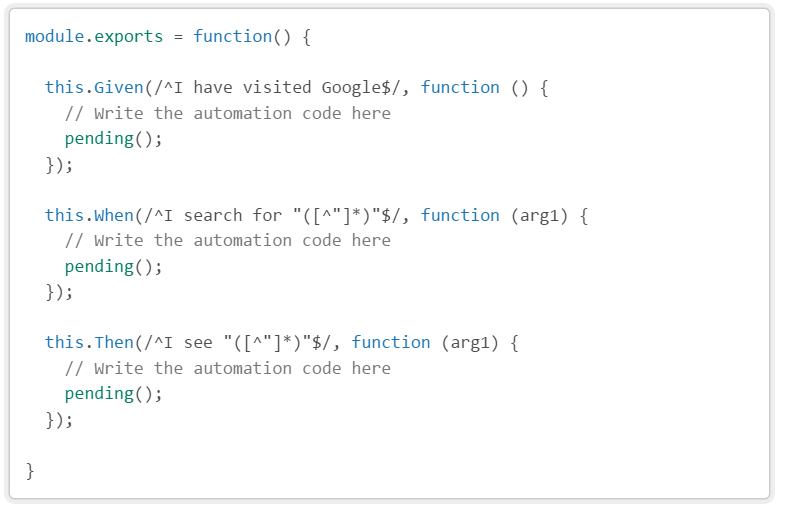 module.exports = function() {
this.Given(/^I have visited Google$/, function () {
// Write the automation code here
pending();
});
this.When(/^I search for "([^"]*)"$/, function (arg1) {
// Write the automation code here
pending();
});
this.Then(/^I see "([^"]*)"$/, function (arg1) {
// Write the automation code here
pending();
});
}